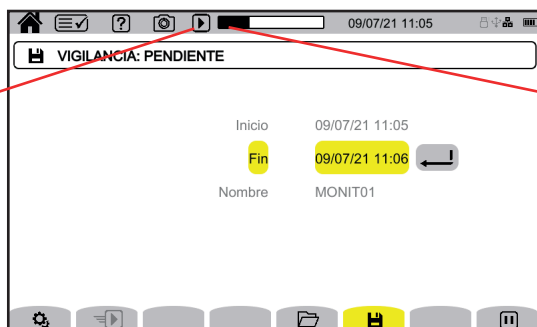 09/07/21 11:05
VIGILANCIA: PENDIENTE
Inicio 09/07/21 11:05
Fin 09/07/21 11:06
Nombre MONIT01